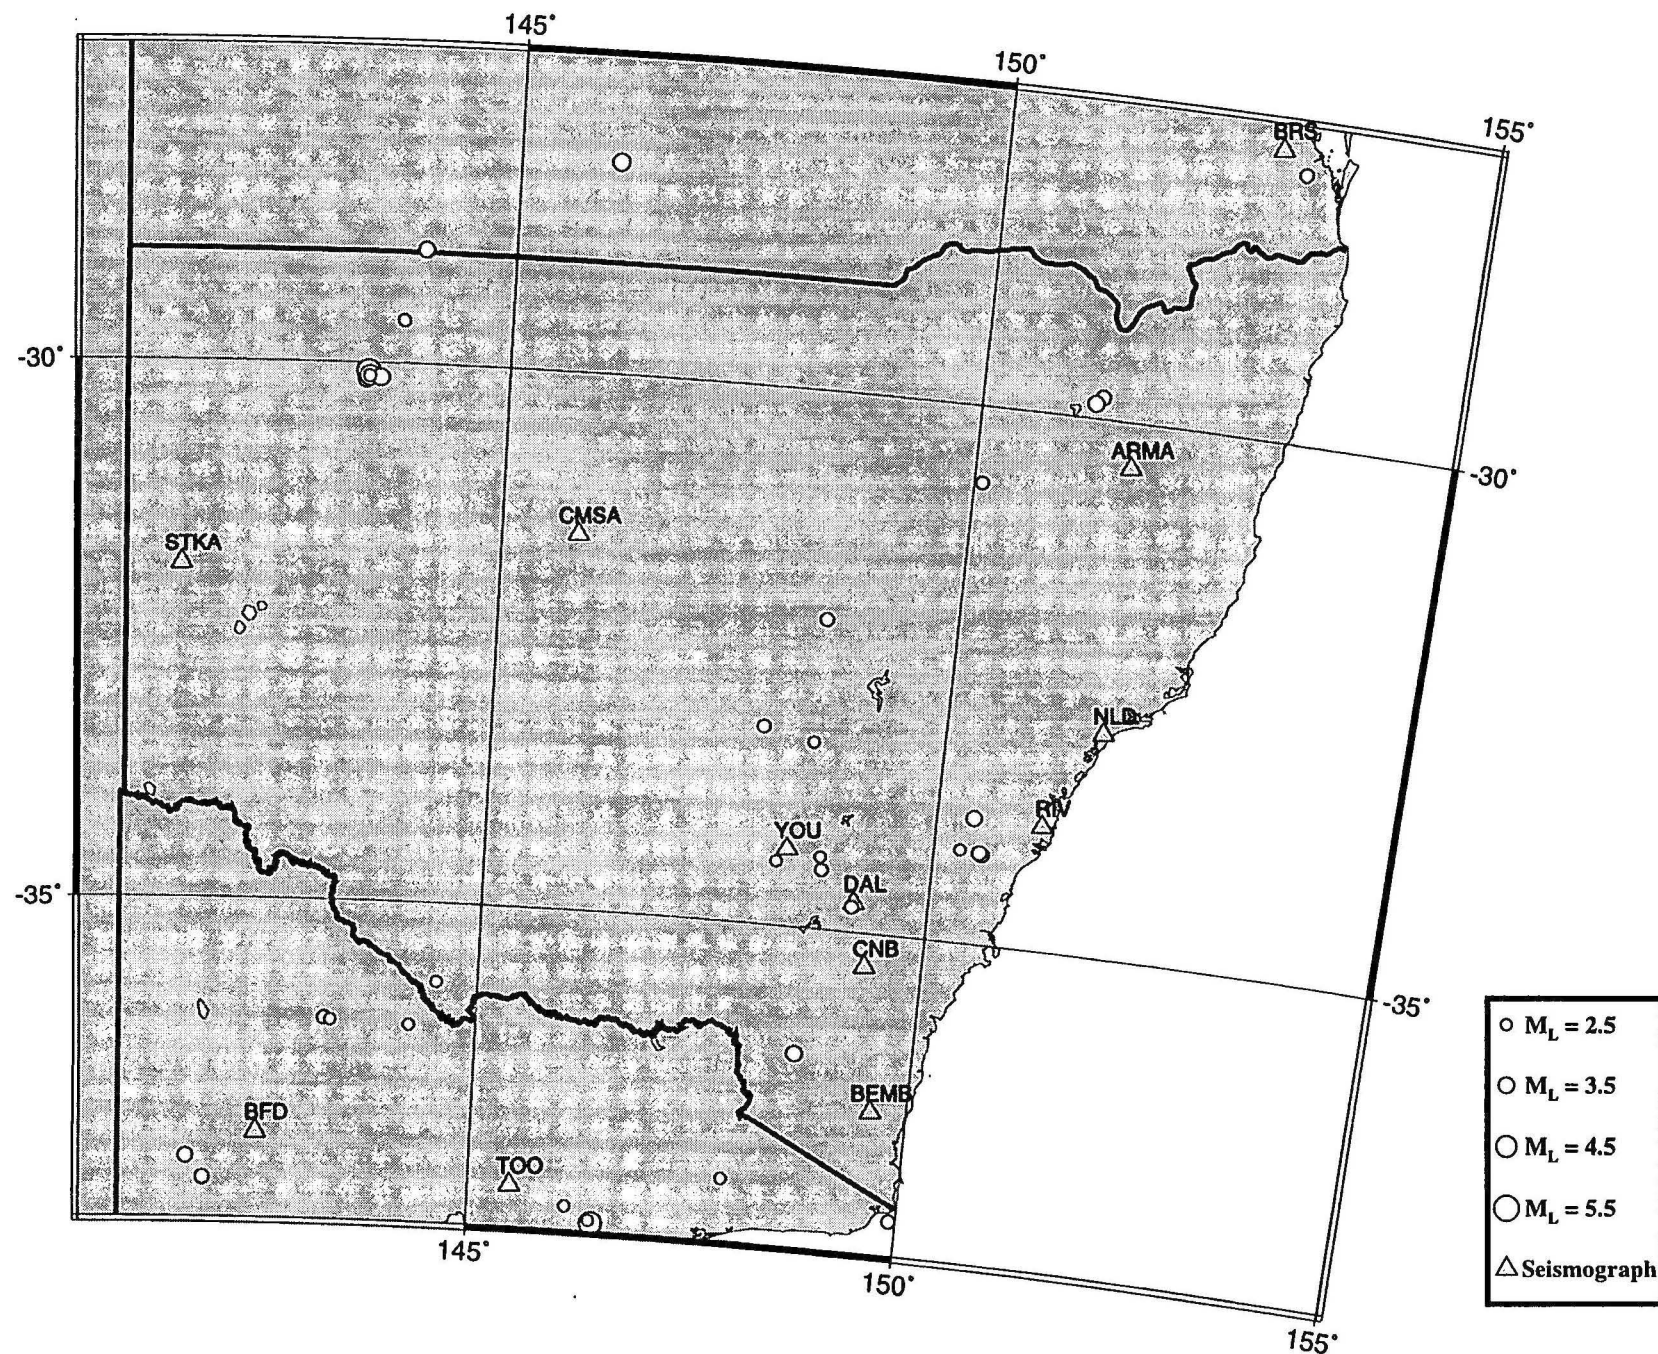 145°
150°
155°
BRS
-30°
ARMA
-30°
CMSA
STKA
NLD
RIV
YOU
DAL
-35°
CNB
-35°
BEMB
BFD
TOO
145°
150°
155°
M_L = 2.5
M_L = 3.5
M_L = 4.5
M_L = 5.5
Seismograph